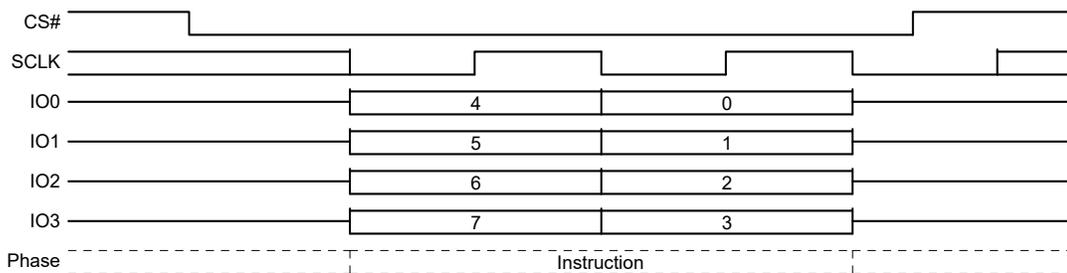 CS#
SCLK
IO0 4 0
IO1 5 1
IO2 6 2
IO3 7 3
Phase Instruction